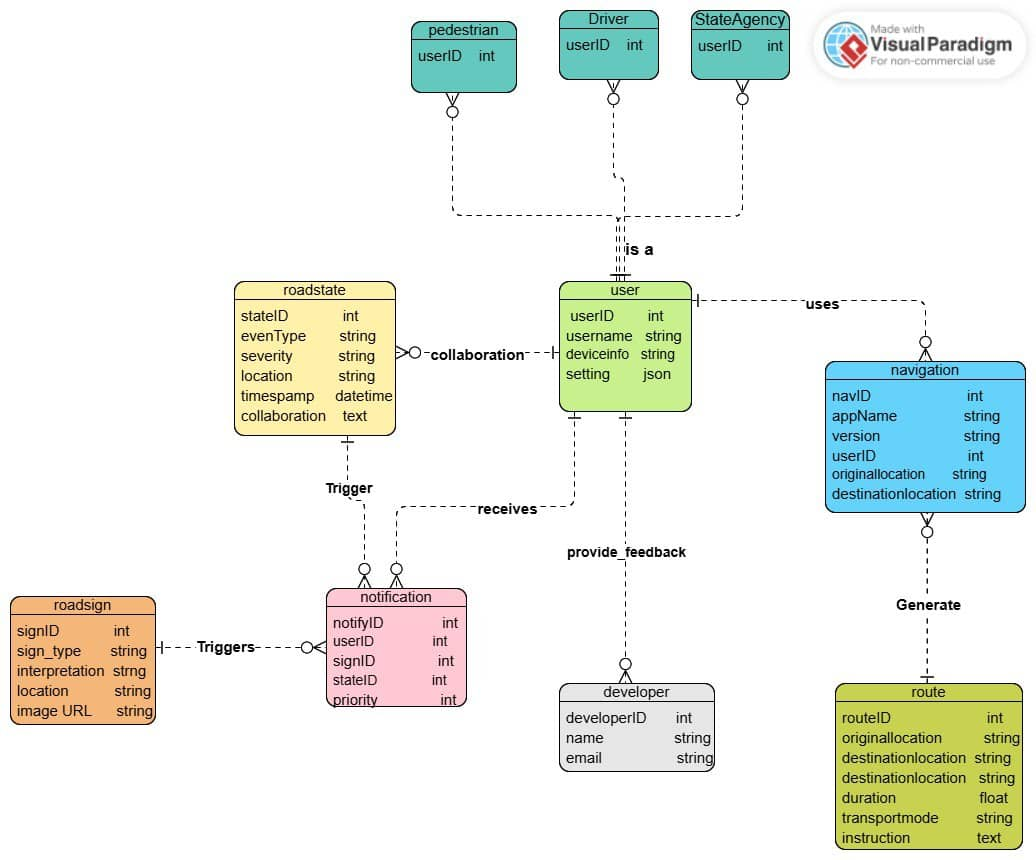 pedestrian
userID int
Driver
userID int
StateAgency
userID int
Made with
VisualParadigm
For non-commercial use
is a
roadstate
stateID int
evenType string
severity string
location string
timespamp datetime
collaboration text
collaboration
user
userID int
username string
deviceinfo string
setting json
uses
navigation
navID int
appName string
version string
userID int
originallocation string
destinationlocation string
Trigger
receives
provide_feedback
Generate
roadsign
signID int
sign_type string
interpretation strng
location string
image URL string
Triggers
notification
notifyID int
userID int
signID int
stateID int
priority int
developer
developerID int
name string
email string
route
routeID int
originallocation string
destinationlocation string
destinationlocation string
duration float
transportmode string
instruction text